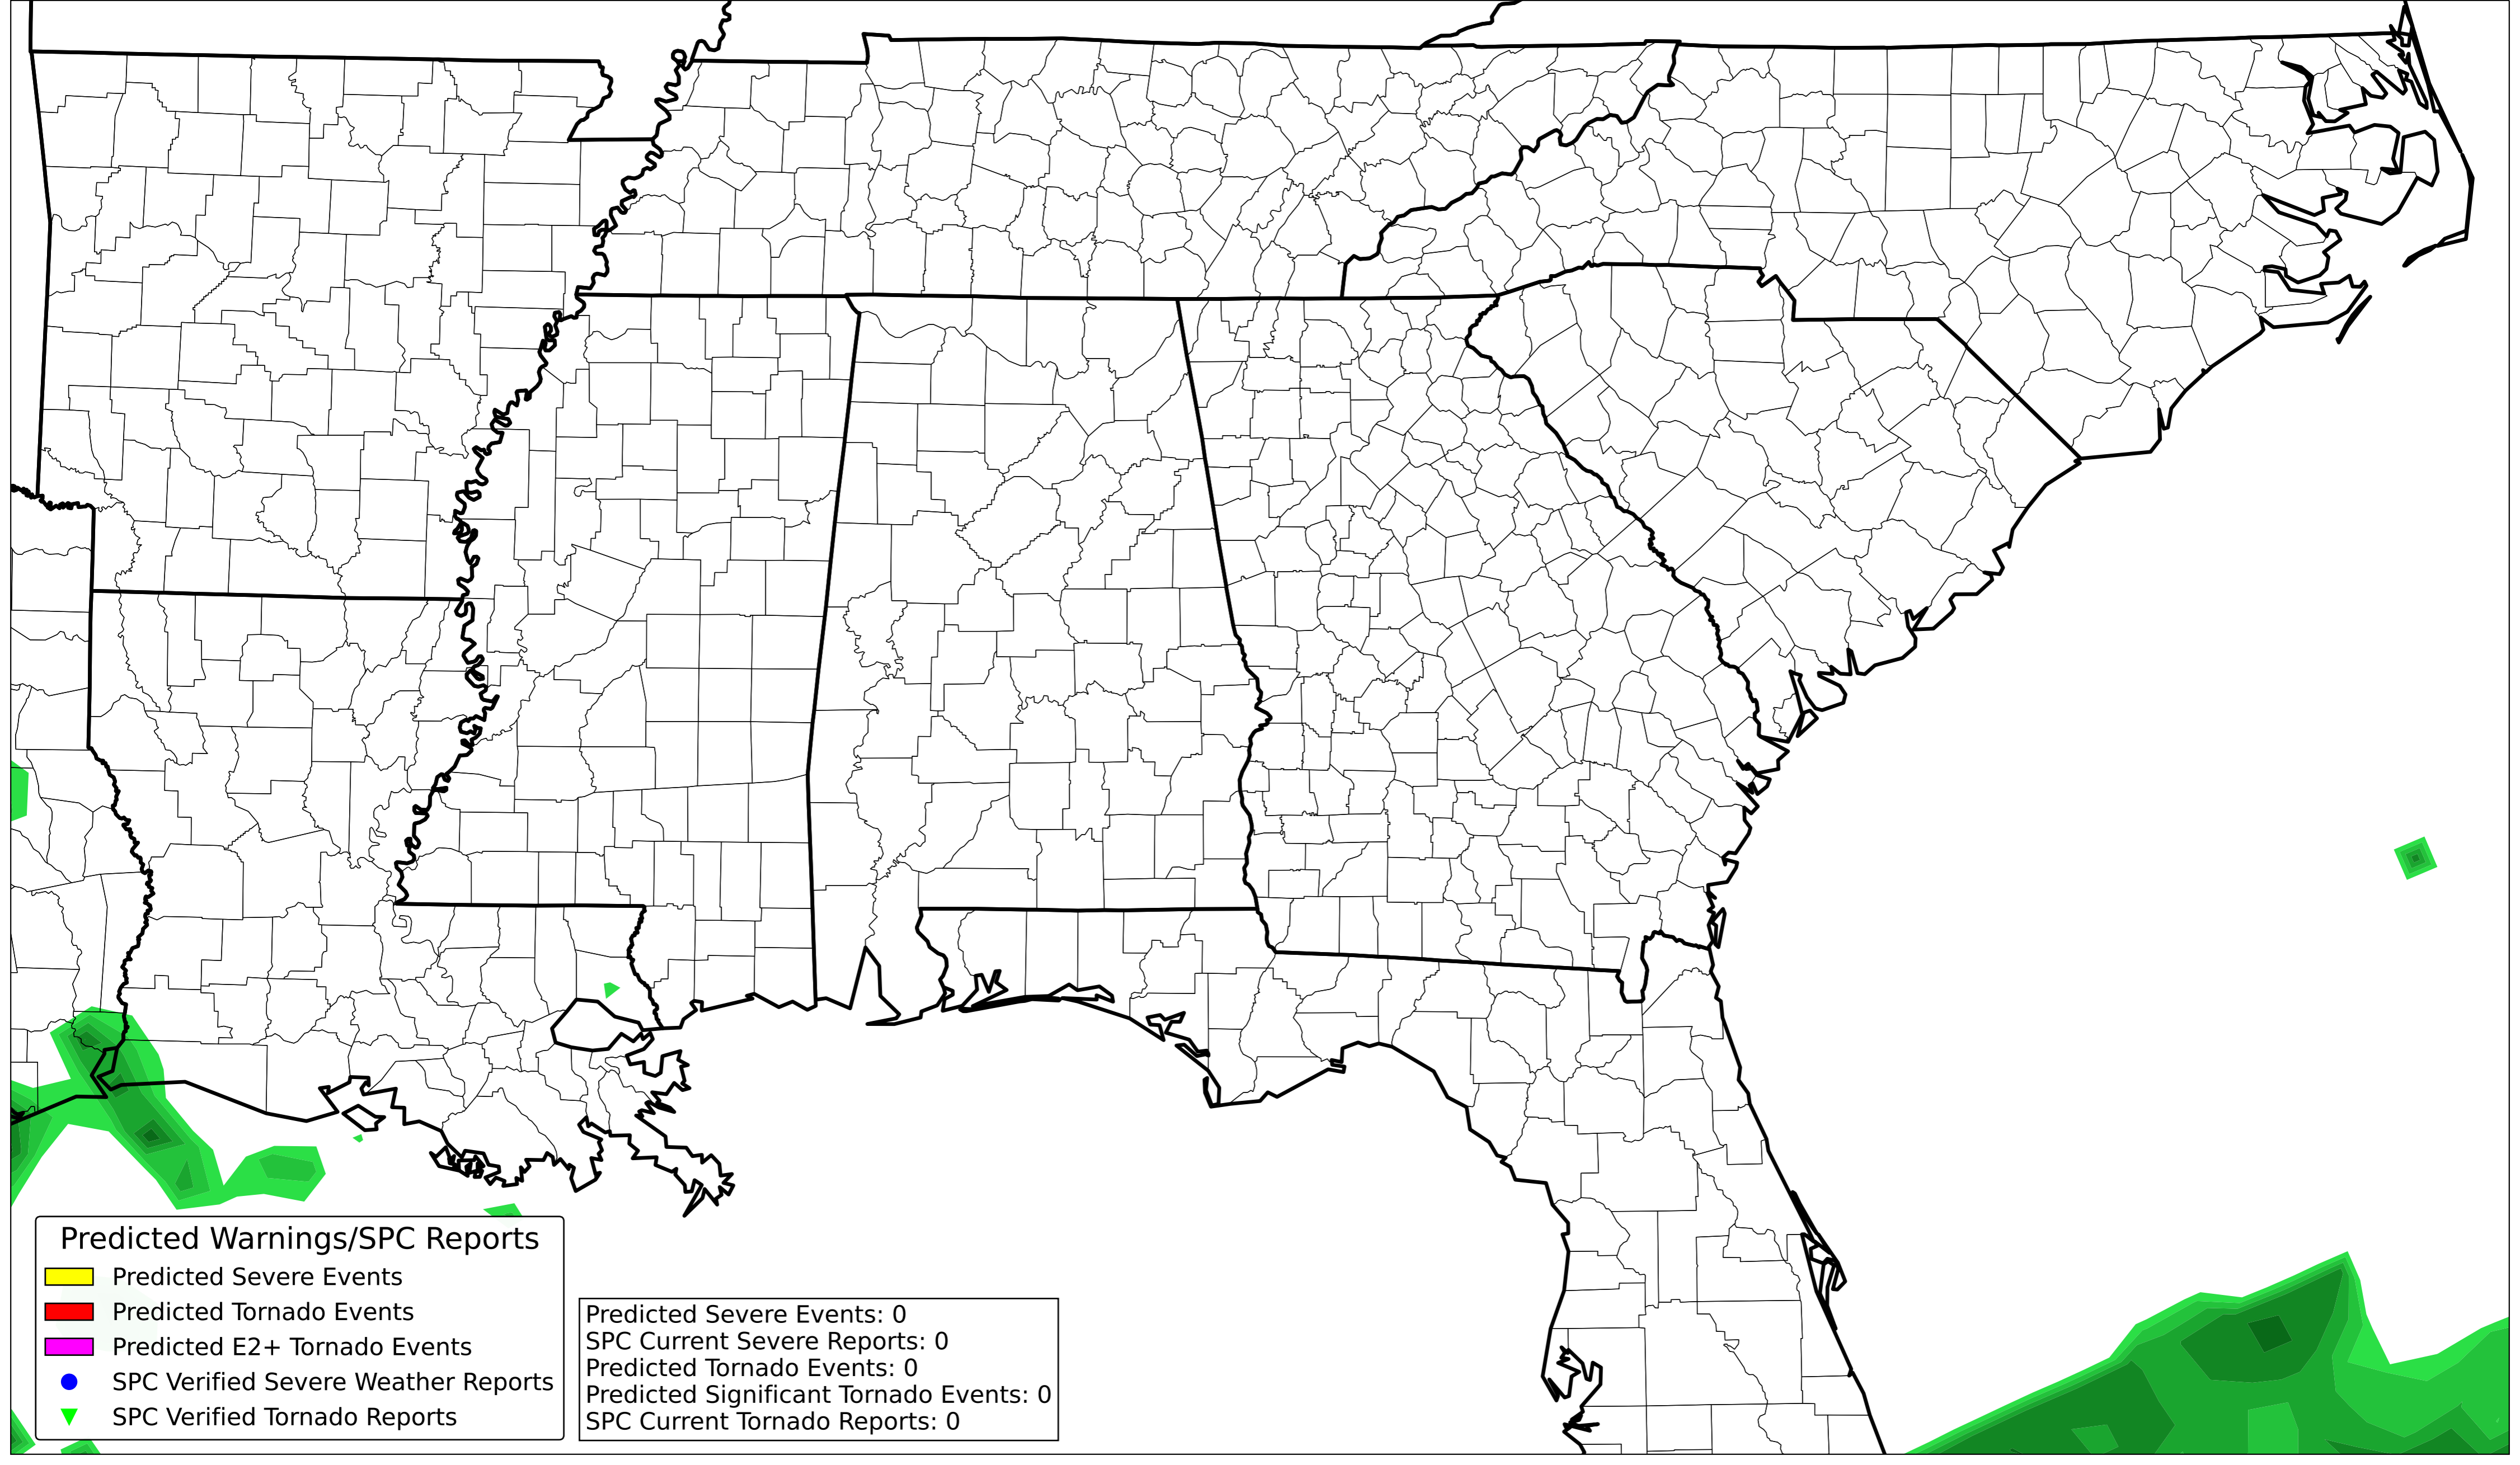 Predicted Warnings/SPC Reports
Predicted Severe Events
Predicted Tornado Events
Predicted E2+ Tornado Events
SPC Verified Severe Weather Reports
SPC Verified Tornado Reports
Predicted Severe Events: 0
SPC Current Severe Reports: 0
Predicted Tornado Events: 0
Predicted Significant Tornado Events: 0
SPC Current Tornado Reports: 0